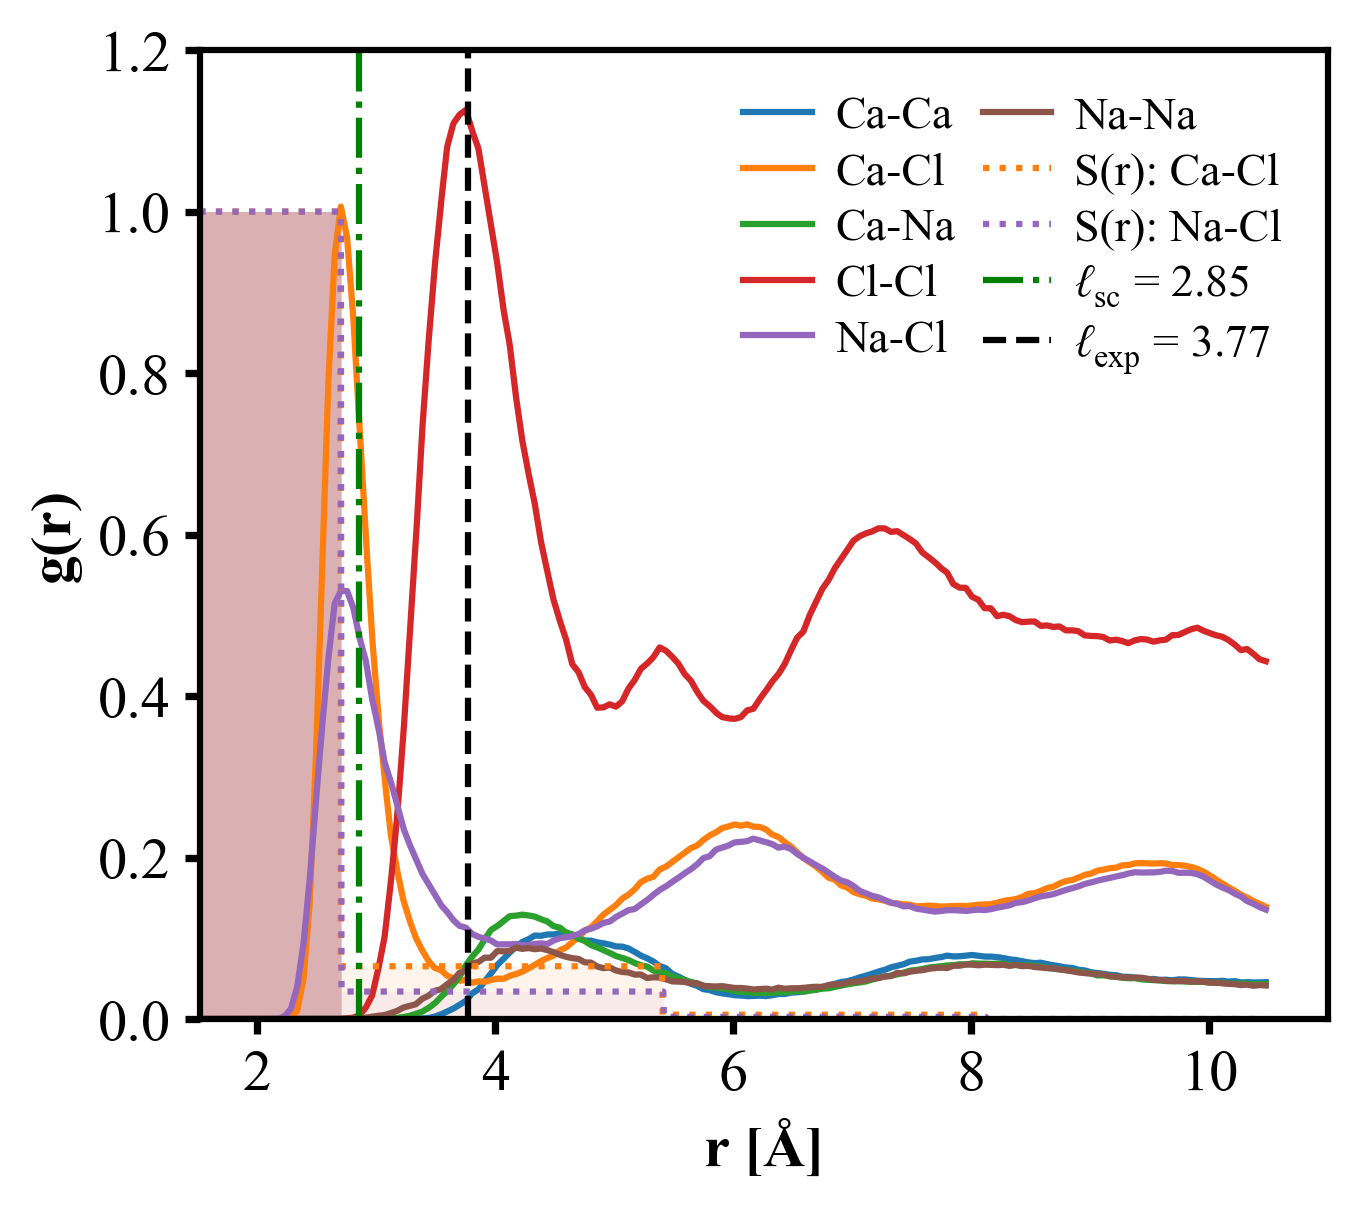 1.2
1.0
0.8
0.6
0.4
0.2
0.0
g(r)
Ca-Ca
Ca-Cl
Ca-Na
Cl-Cl
Na-Cl
Na-Na
S(r): Ca-Cl
S(r): Na-Cl
ℓsc = 2.85
ℓexp = 3.77
2 4 6 8 10
r [Å]